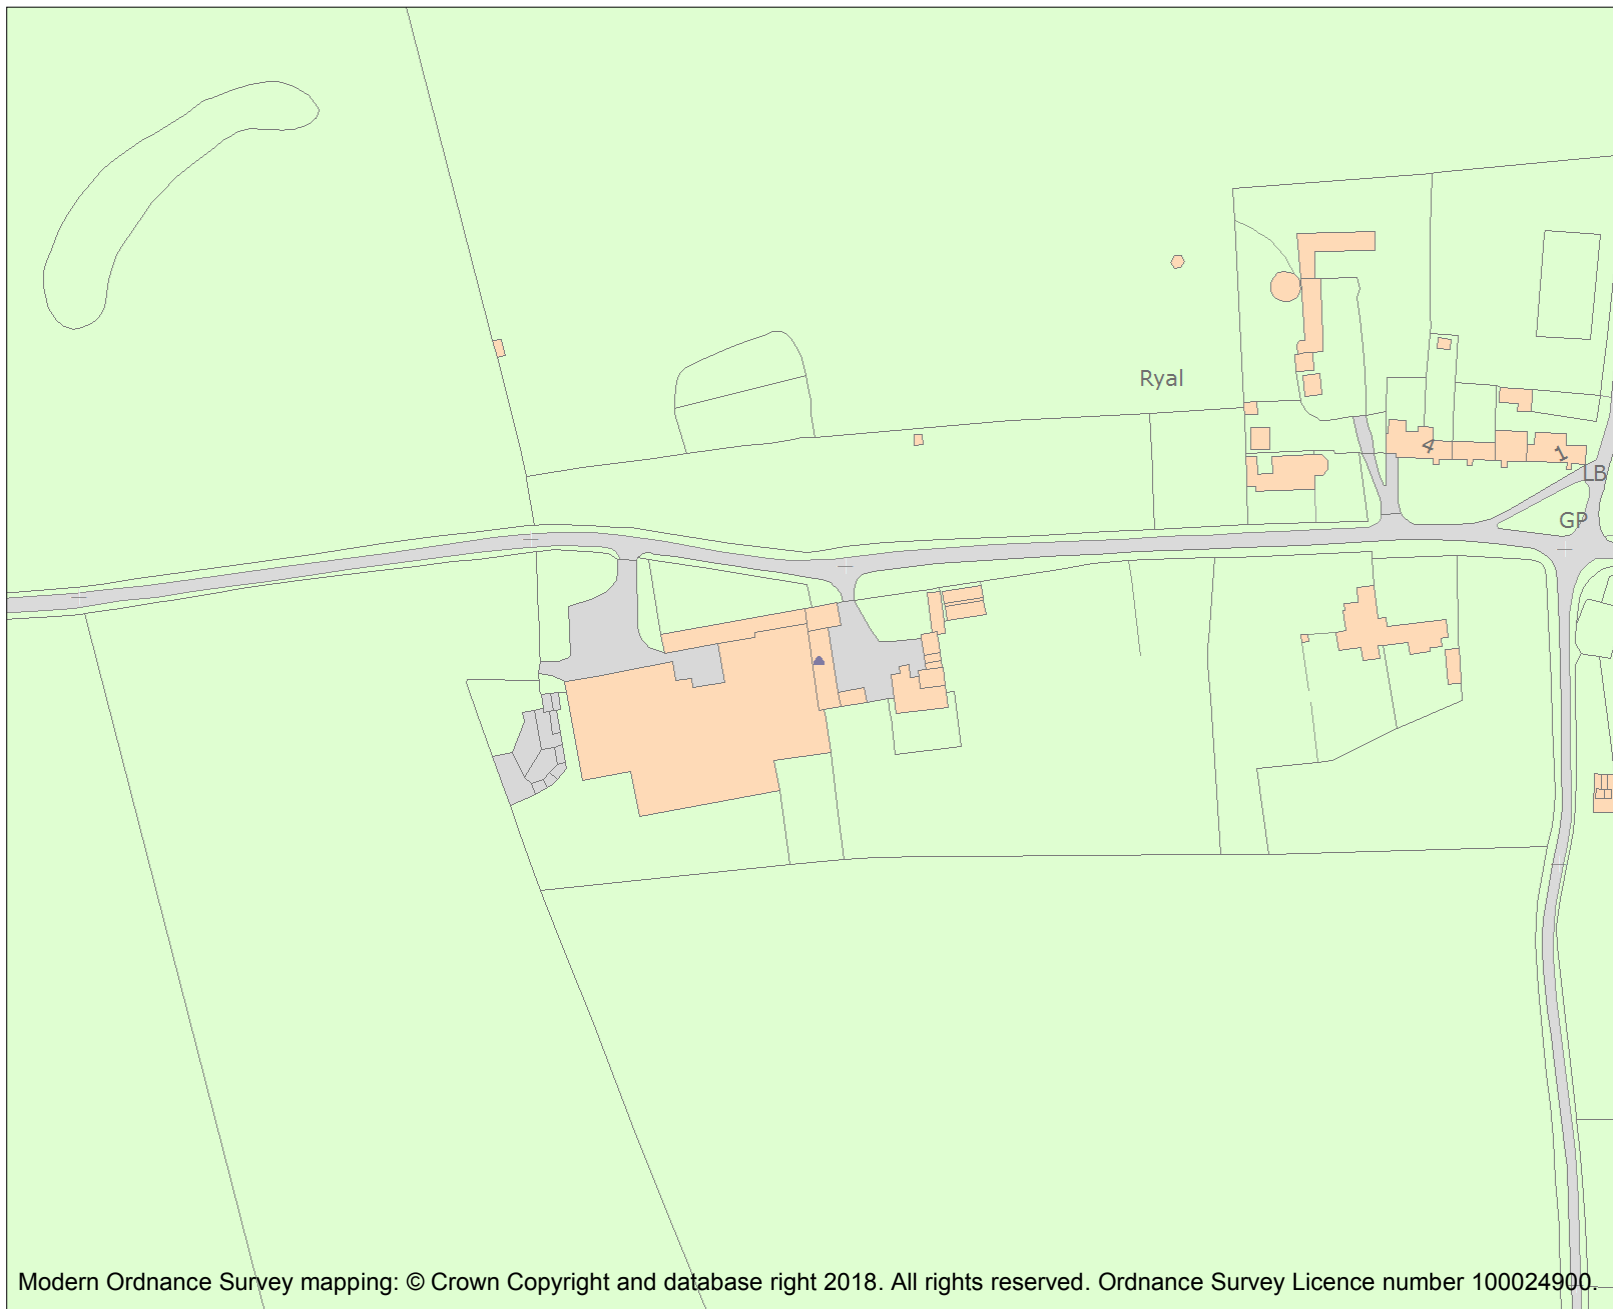 Ryal
4
1
LB
GP
Modern Ordnance Survey mapping: © Crown Copyright and database right 2018. All rights reserved. Ordnance Survey Licence number 100024900.